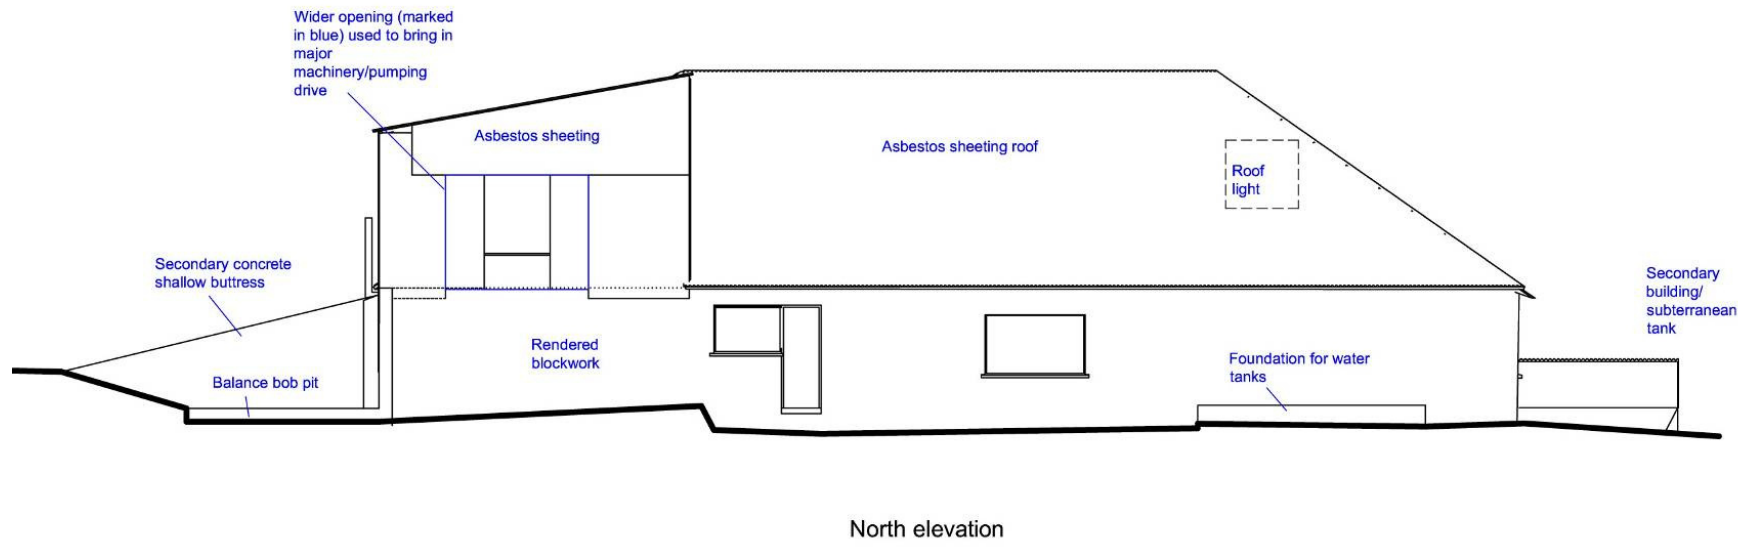 Wider opening (marked
in blue) used to bring in
major
machinery/pumping
drive
Asbestos sheeting
Asbestos sheeting roof
Roof
light
Secondary concrete
shallow buttress
Secondary
building/
subterranean
tank
Rendered
blockwork
Foundation for water
tanks
Balance bob pit
North elevation